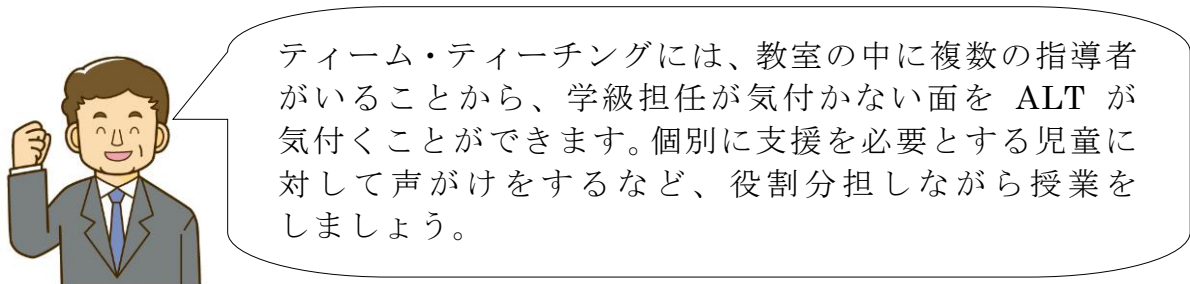 ティーム・ティーチングには、教室の中に複数の指導者
がいることから、学級担任が気付かない面を ALT が
気付くことができます。個別に支援を必要とする児童に
対して声がけをするなど、役割分担しながら授業を
しましょう。